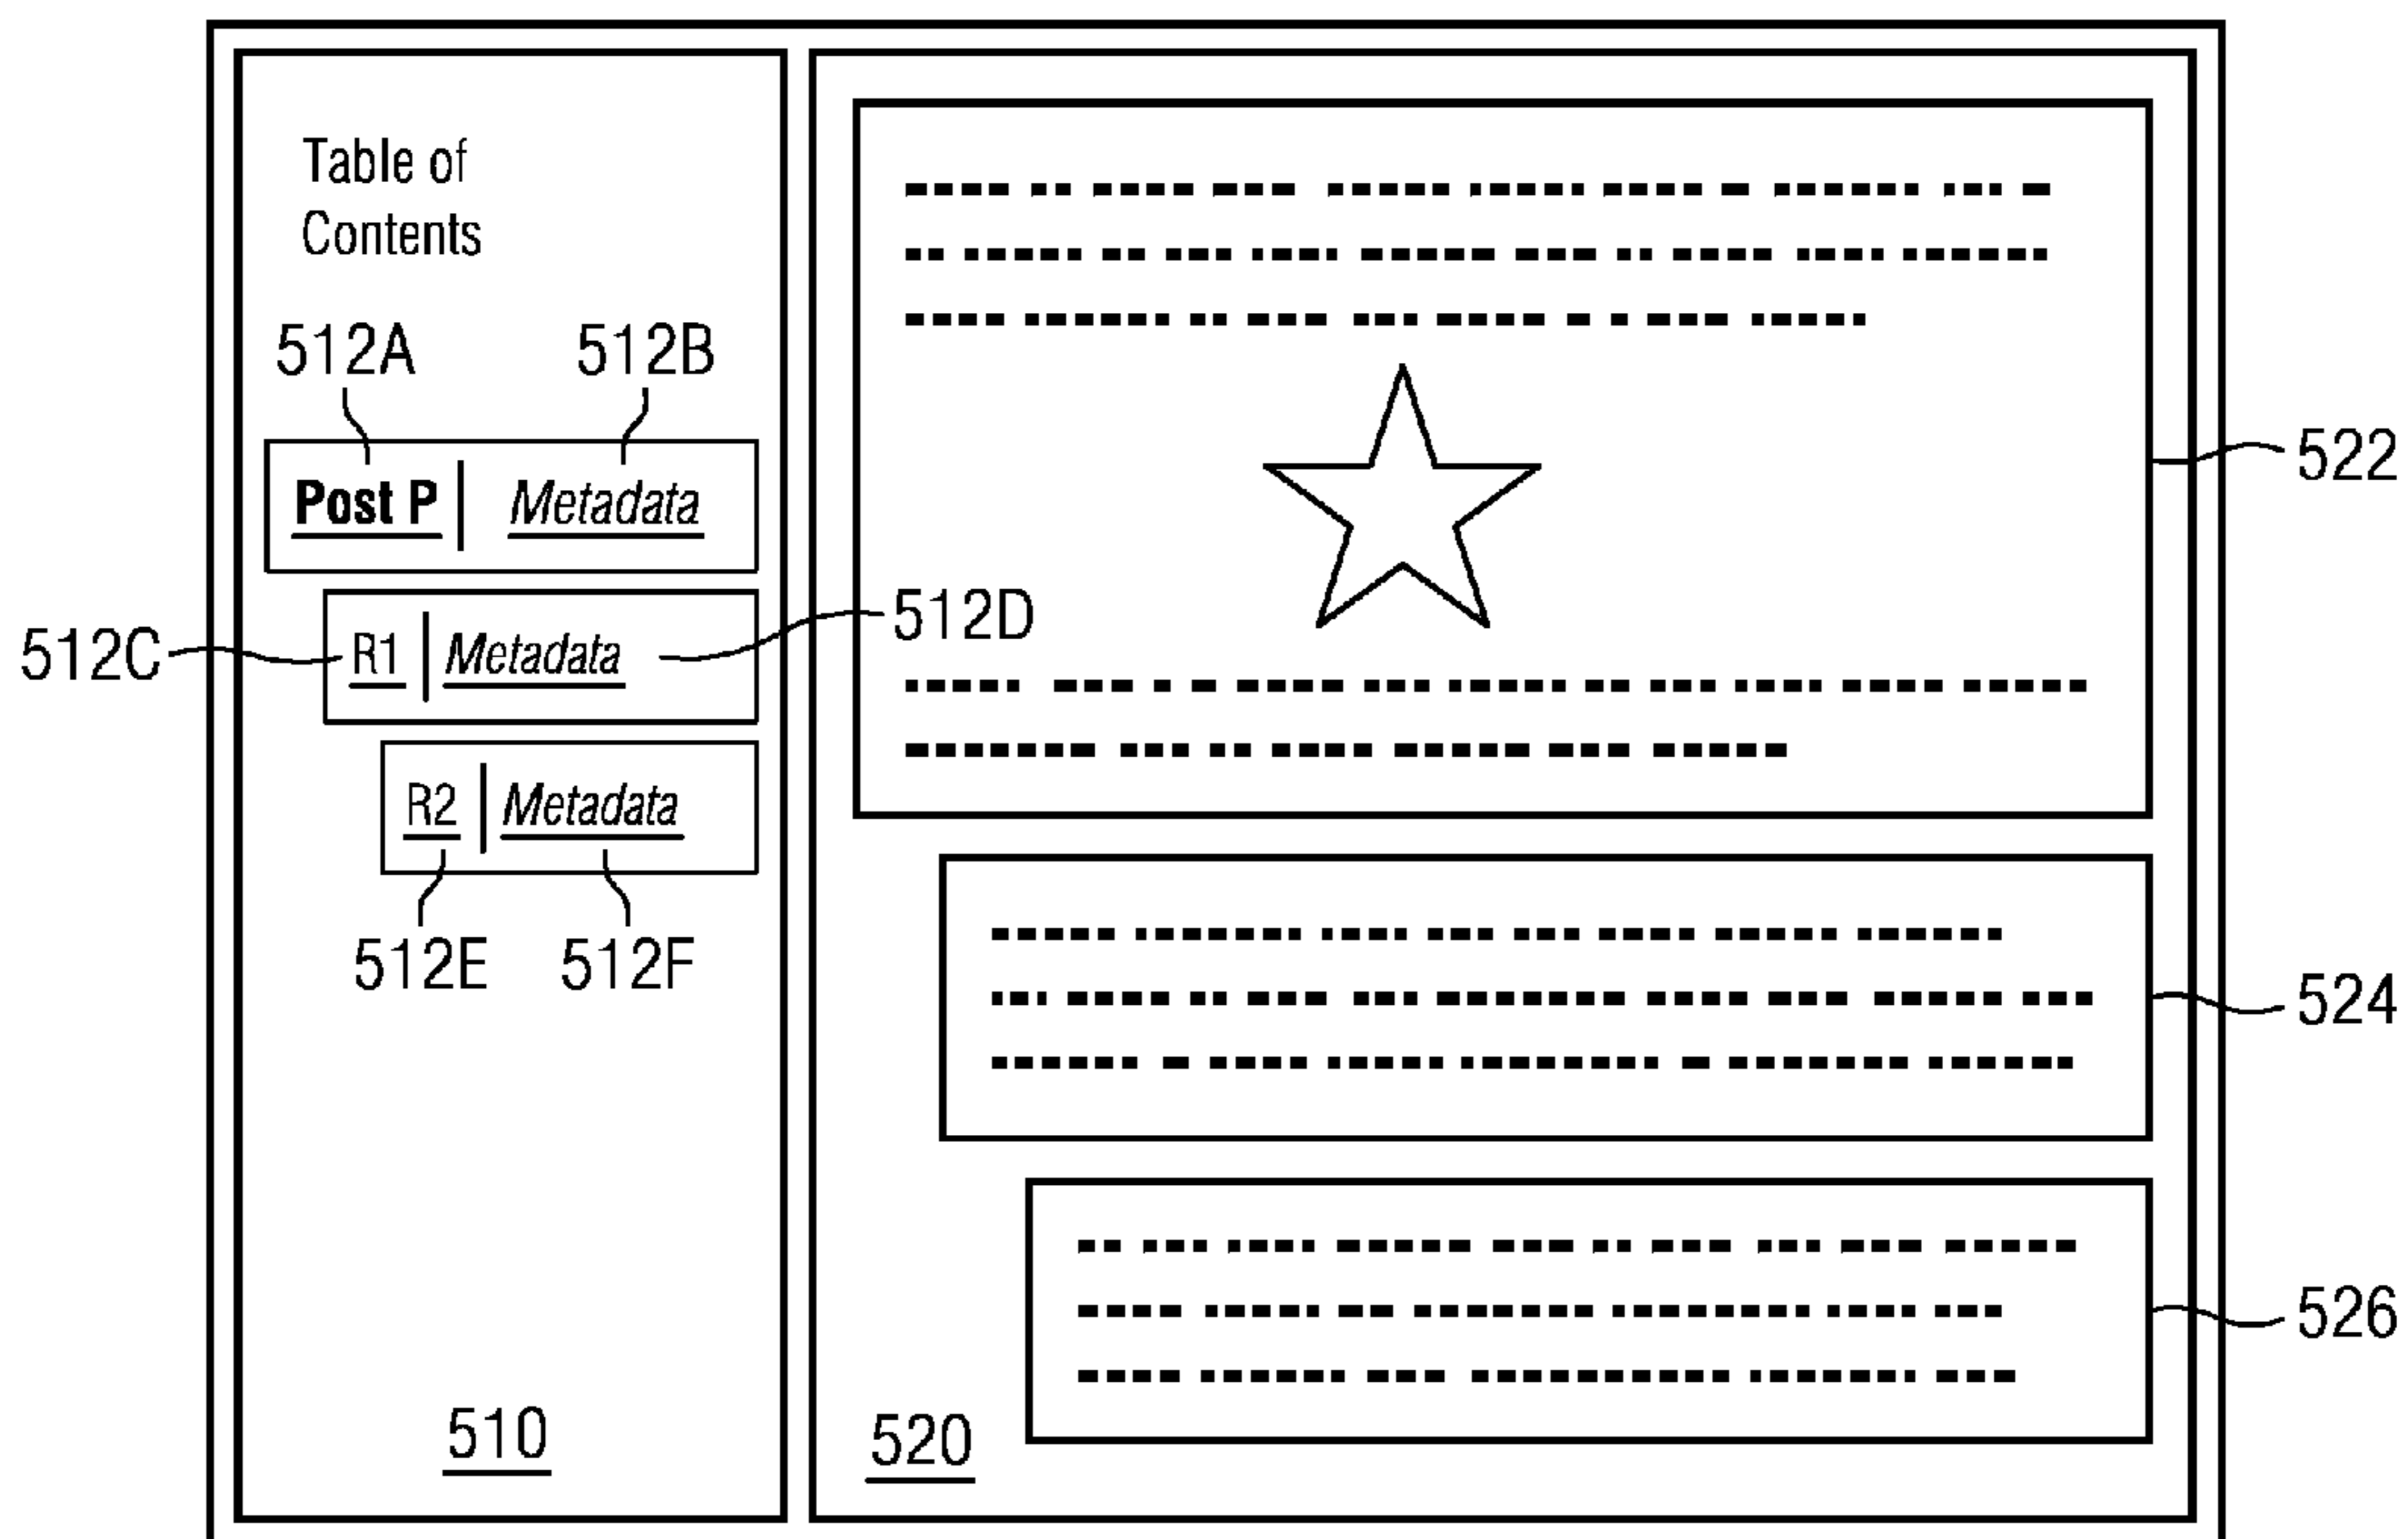 Table of
Contents
512A 512B
Post P Metadata
512C R1 Metadata 512D
R2 Metadata
512E 512F
510
520
522
524
526